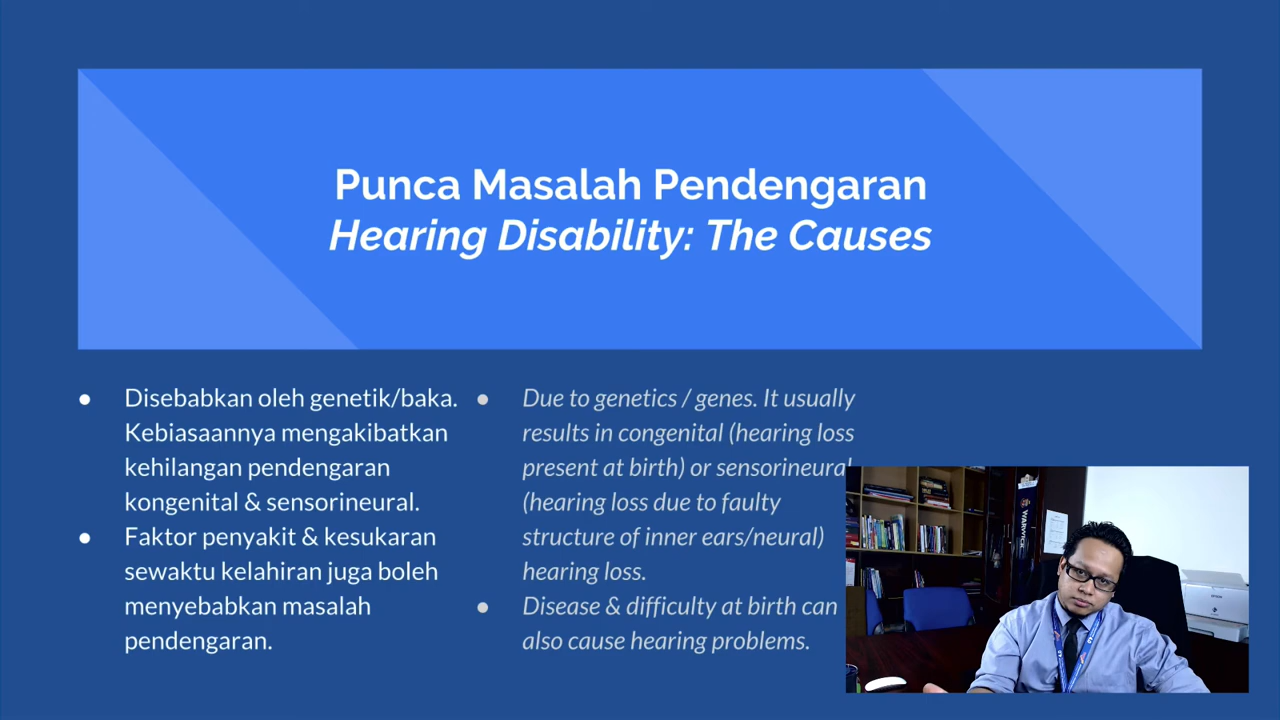 Punca Masalah Pendengaran
Hearing Disability: The Causes
● Disebabkan oleh genetik/baka.
Kebiasaannya mengakibatkan
kehilangan pendengaran
kongenital & sensorineural.
● Faktor penyakit & kesukaran
sewaktu kelahiran juga boleh
menyebabkan masalah
pendengaran.
● Due to genetics / genes. It usually
results in congenital (hearing loss
present at birth) or sensorineural
(hearing loss due to faulty
structure of inner ears/neural)
hearing loss.
● Disease & difficulty at birth can
also cause hearing problems.
WARWICK
EPSON